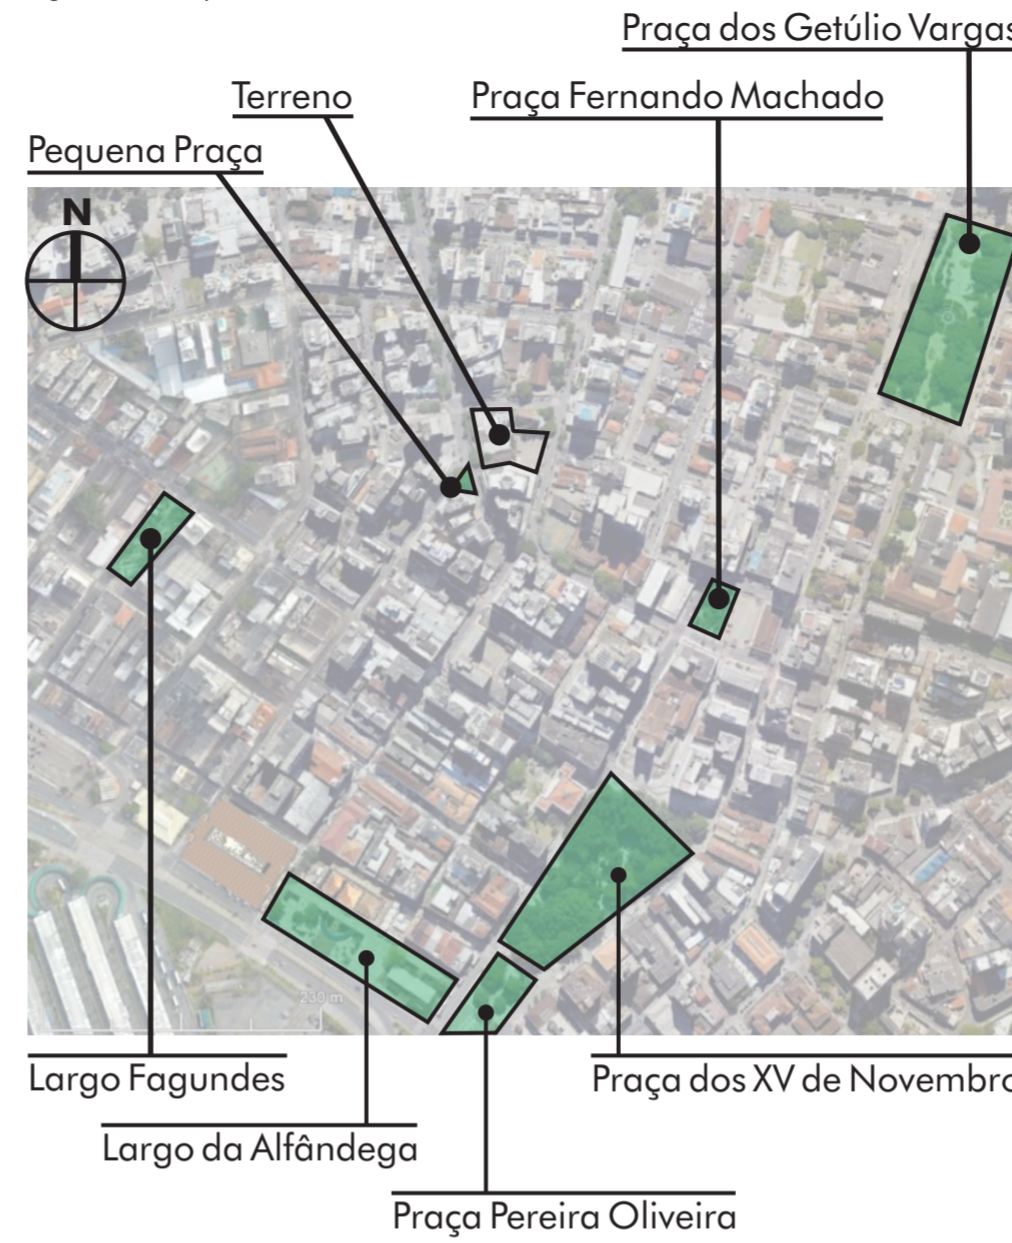 Praça dos Getúlio Vargas
Terreno
Praça Fernando Machado
Pequena Praça
N
230 m
Largo Fagundes
Praça dos XV de Novembro
Largo da Alfândega
Praça Pereira Oliveira